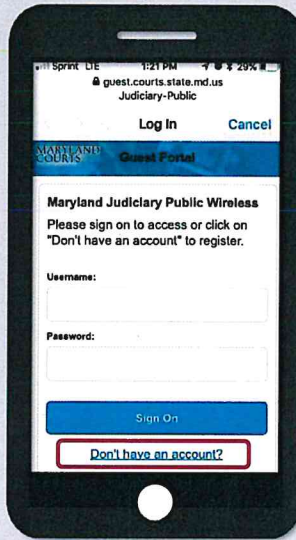 Sprint LTE 1:21 PM 29%
guest.courts.state.md.us
Judiciary-Public
Log In Cancel
MARYLAND
COURTS
Guest Portal
Maryland Judiciary Public Wireless
Please sign on to access or click on
"Don't have an account" to register.
Username:
Password:
Sign On
Don't have an account?